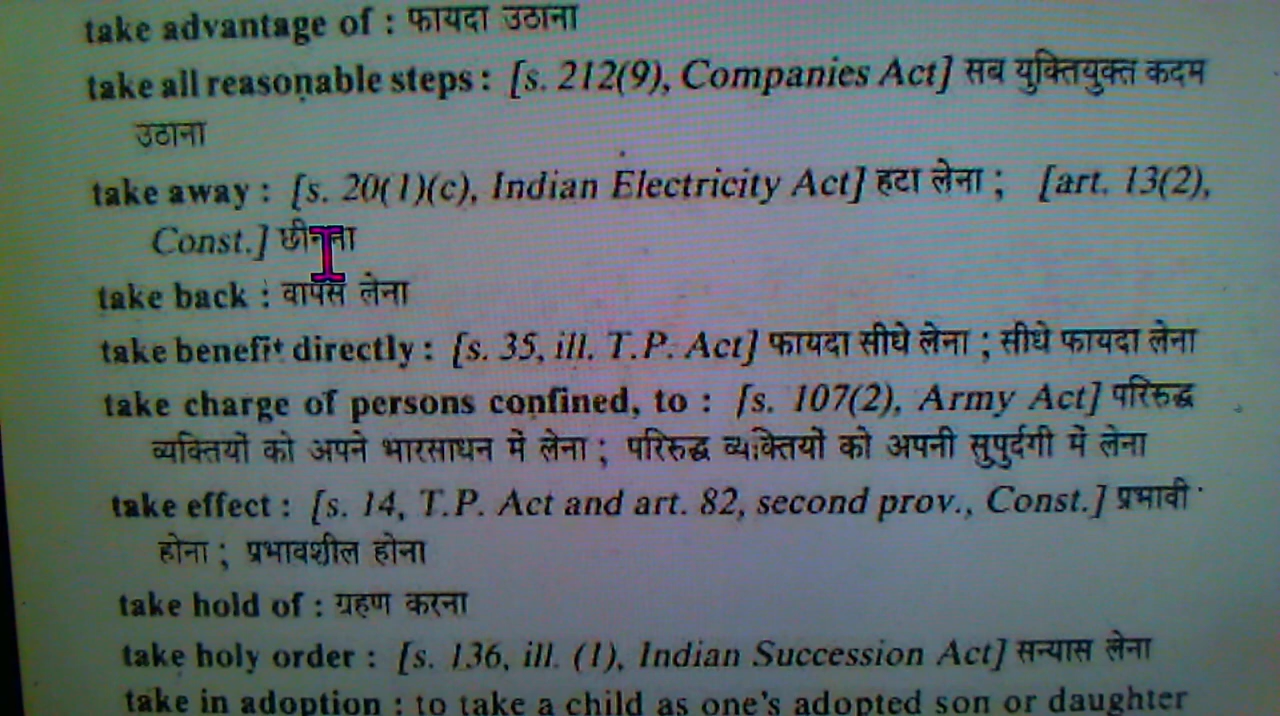 take advantage of : फायदा उठाना
take all reasonable steps : [s. 212(9), Companies Act] सब युक्तियुक्त कदम
उठाना
take away : [s. 20(1)(c), Indian Electricity Act] हटा लेना ; [art. 13(2),
Const.] छीनना
take back : वापस लेना
take benefit directly : [s. 35, ill. T.P. Act] फायदा सीधे लेना ; सीधे फायदा लेना
take charge of persons confined, to : [s. 107(2), Army Act] परिरुद्ध
व्यक्तियों को अपने भारसाधन में लेना ; परिरुद्ध व्यक्तियों को अपनी सुपुर्दगी में लेना
take effect : [s. 14, T.P. Act and art. 82, second prov., Const.] प्रभावी
होना ; प्रभावशील होना
take hold of : ग्रहण करना
take holy order : [s. 136, ill. (1), Indian Succession Act] सन्यास लेना
take in adoption : to take a child as one's adopted son or daughter